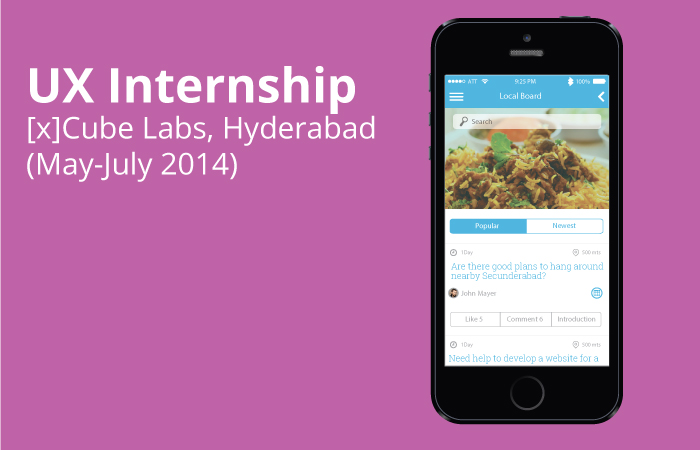 UX Internship
[x]Cube Labs, Hyderabad
(May-July 2014)
ATT 9:25 PM 100%
Local Board
Search
Popular Newest
1Day 500 mts
Are there good plans to hang around
nearby Secunderabad?
John Mayer
Like 5 Comment 6 Introduction
1Day 500 mts
Need help to develop a website for a